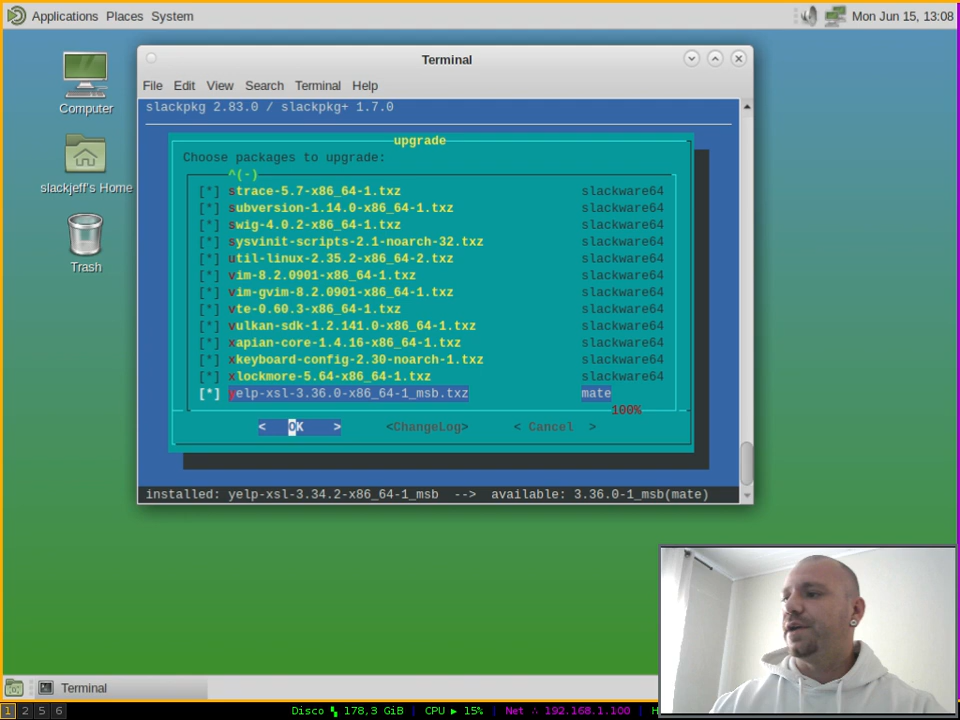 Applications Places System
Mon Jun 15, 13:08
Computer
slackjeff's Home
Trash
Terminal
File Edit View Search Terminal Help
slackpkg 2.83.0 / slackpkg+ 1.7.0
upgrade
Choose packages to upgrade:
^(-)
[*] strace-5.7-x86_64-1.txz slackware64
[*] subversion-1.14.0-x86_64-1.txz slackware64
[*] swig-4.0.2-x86_64-1.txz slackware64
[*] sysvinit-scripts-2.1-noarch-32.txz slackware64
[*] util-linux-2.35.2-x86_64-2.txz slackware64
[*] vim-8.2.0901-x86_64-1.txz slackware64
[*] vim-gvim-8.2.0901-x86_64-1.txz slackware64
[*] vte-0.60.3-x86_64-1.txz slackware64
[*] vulkan-sdk-1.2.141.0-x86_64-1.txz slackware64
[*] xapian-core-1.4.16-x86_64-1.txz slackware64
[*] xkeyboard-config-2.30-noarch-1.txz slackware64
[*] xlockmore-5.64-x86_64-1.txz slackware64
[*] yelp-xsl-3.36.0-x86_64-1_msb.txz mate
100%
< OK > <ChangeLog> < Cancel >
installed: yelp-xsl-3.34.2-x86_64-1_msb --> available: 3.36.0-1_msb(mate)
Terminal
1 2 5 6
Disco 178,3 GiB | CPU ▶ 15% | Net ∴ 192.168.1.100 | H